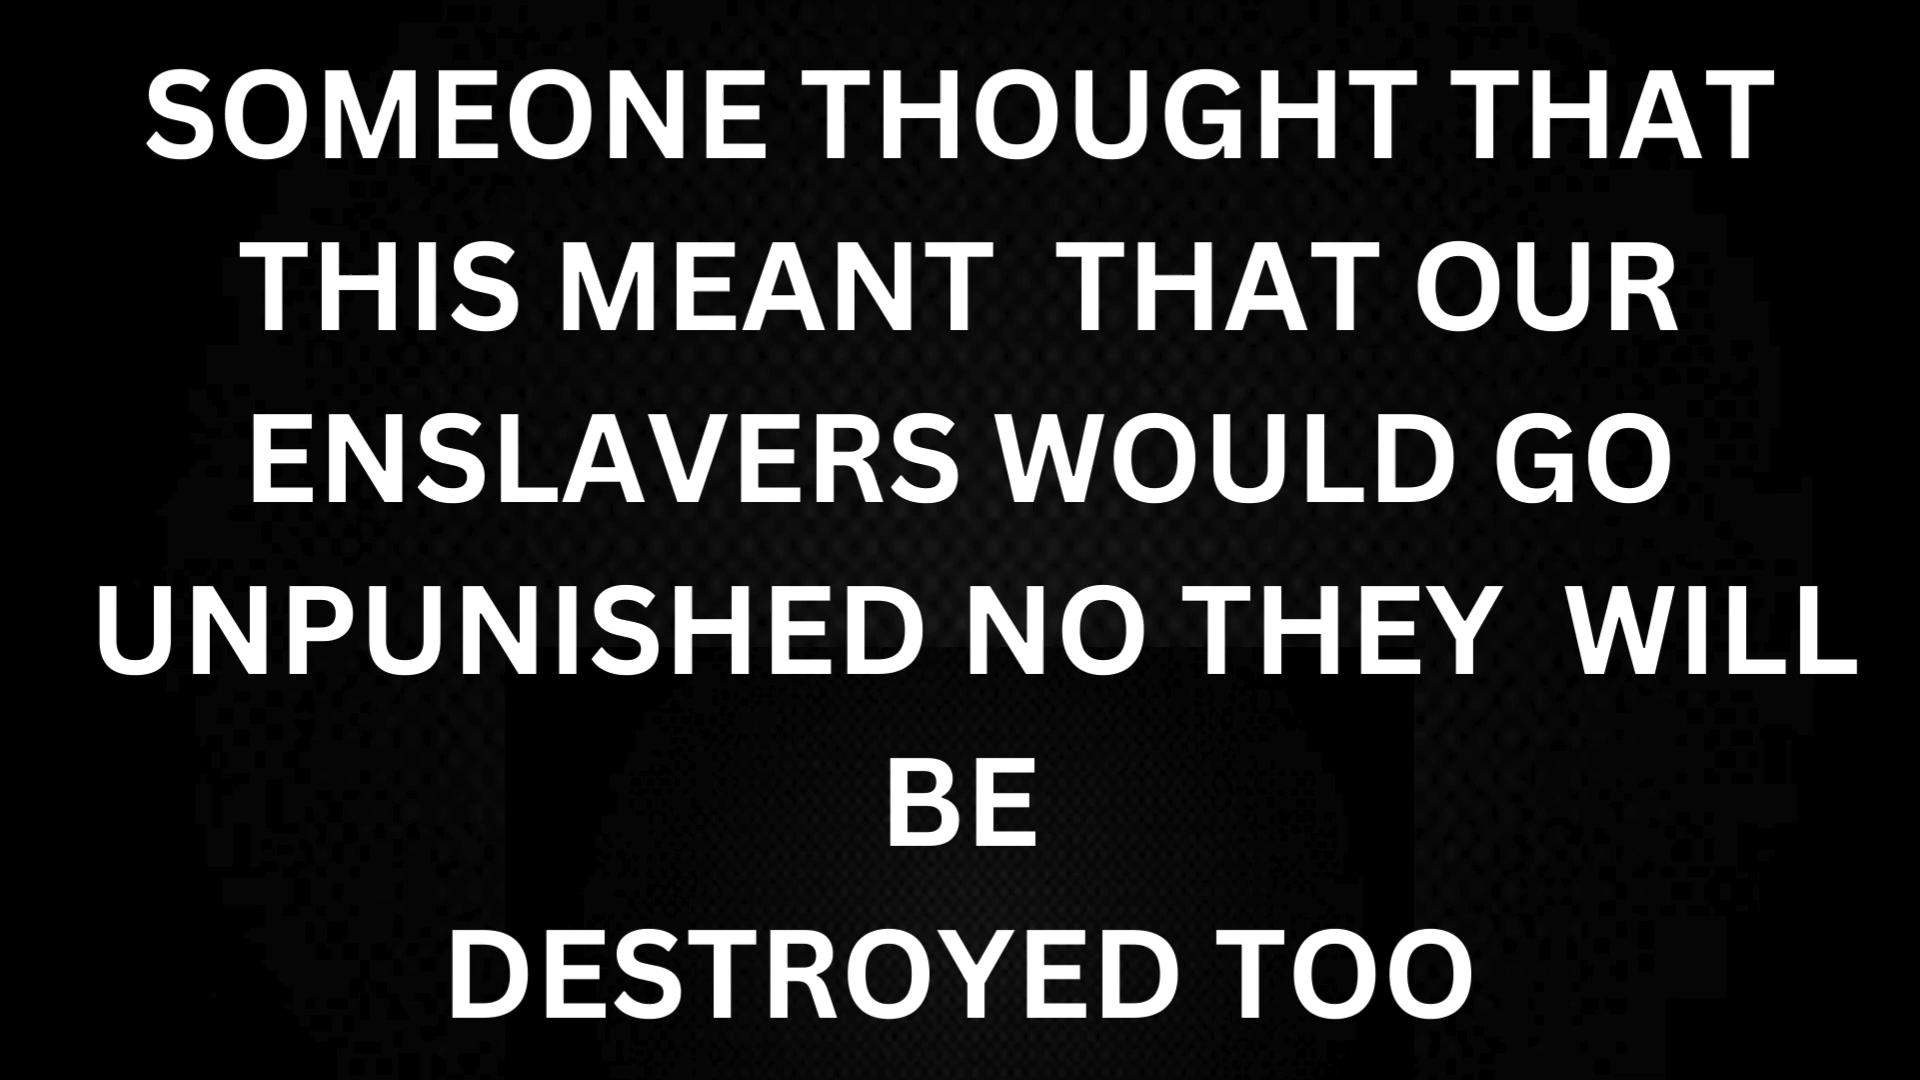 SOMEONE THOUGHT THAT
THIS MEANT  THAT OUR
ENSLAVERS WOULD GO
UNPUNISHED NO THEY  WILL
BE
DESTROYED TOO